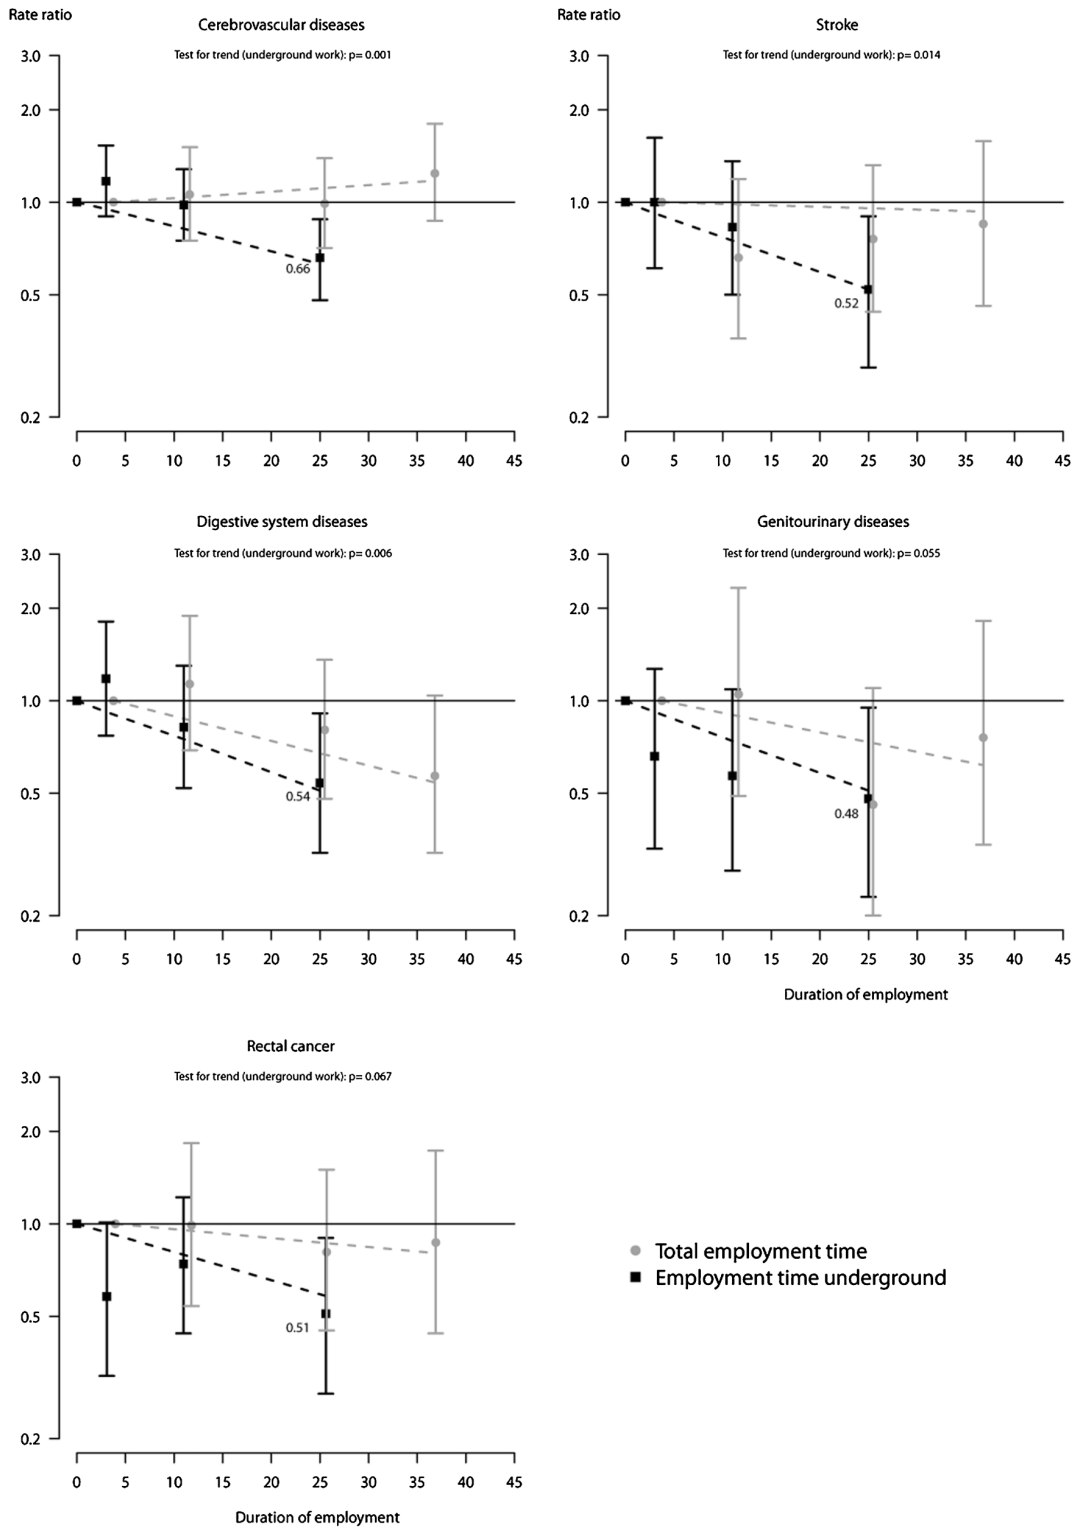 Rate ratio
Cerebrovascular diseases
Test for trend (underground work): p= 0.001
3.0
2.0
1.0
0.5
0.2
0.66
0 5 10 15 20 25 30 35 40 45
Rate ratio
Stroke
Test for trend (underground work): p= 0.014
3.0
2.0
1.0
0.5
0.2
0.52
0 5 10 15 20 25 30 35 40 45
Digestive system diseases
Test for trend (underground work): p= 0.006
3.0
2.0
1.0
0.5
0.2
0.54
0 5 10 15 20 25 30 35 40 45
Genitourinary diseases
Test for trend (underground work): p= 0.055
3.0
2.0
1.0
0.5
0.2
0.48
0 5 10 15 20 25 30 35 40 45
Duration of employment
Rectal cancer
Test for trend (underground work): p= 0.067
3.0
2.0
1.0
0.5
0.2
0.51
0 5 10 15 20 25 30 35 40 45
Duration of employment
Total employment time
Employment time underground